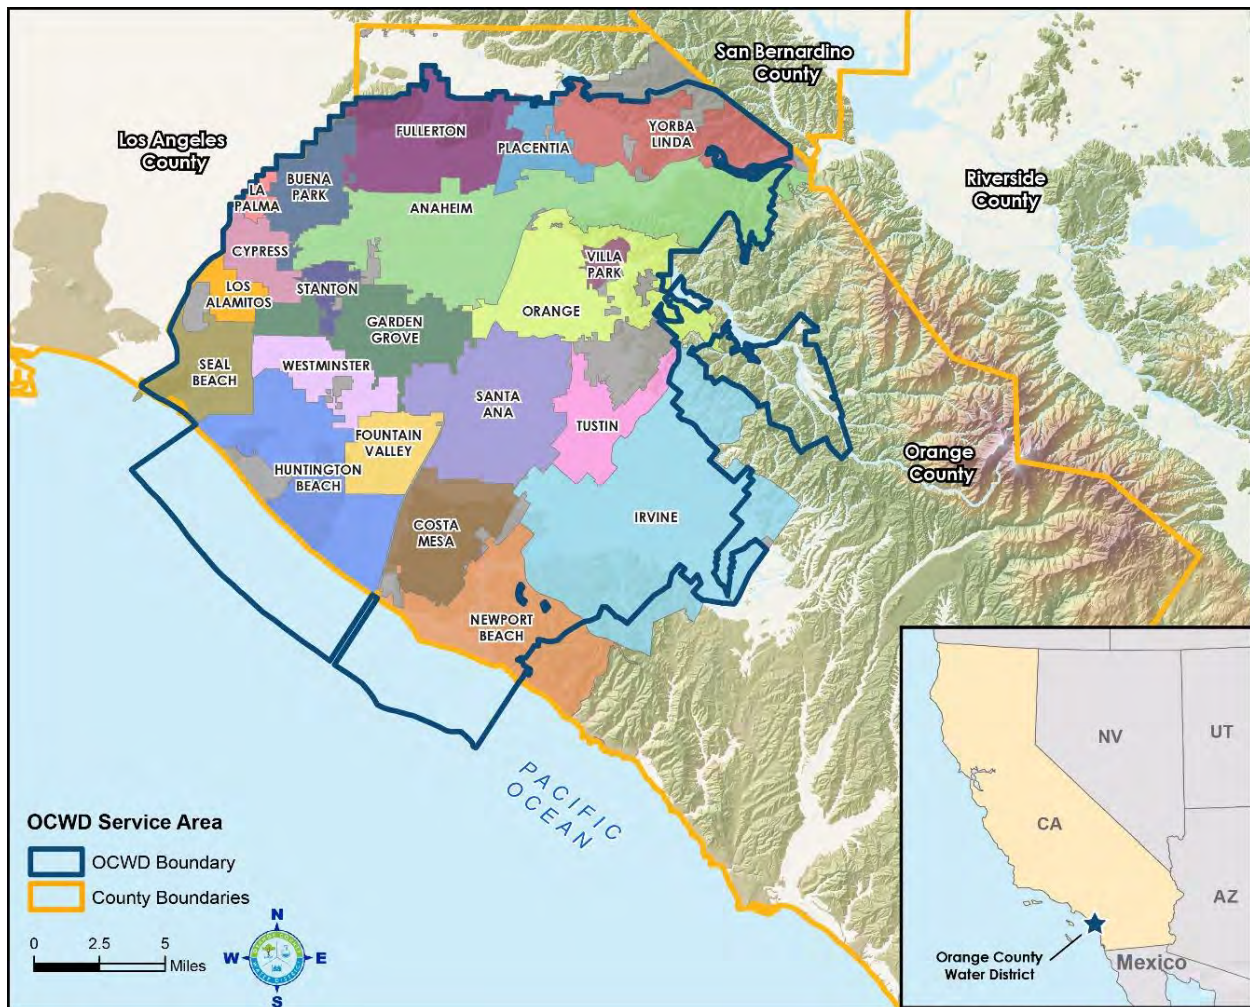 San Bernardino
County
Los Angeles
County
Riverside
County
FULLERTON
PLACENTIA
YORBA
LINDA
BUENA
PARK
LA
PALMA
ANAHEIM
CYPRESS
VILLA
PARK
LOS
ALAMITOS
STANTON
ORANGE
GARDEN
GROVE
SEAL
BEACH
WESTMINSTER
SANTA
ANA
TUSTIN
FOUNTAIN
VALLEY
Orange
County
HUNTINGTON
BEACH
COSTA
MESA
IRVINE
NEWPORT
BEACH
PACIFIC
OCEAN
OCWD Service Area
OCWD Boundary
County Boundaries
0 2.5 5
Miles
N
W E
S
NV
UT
CA
AZ
Orange County
Water District
Mexico